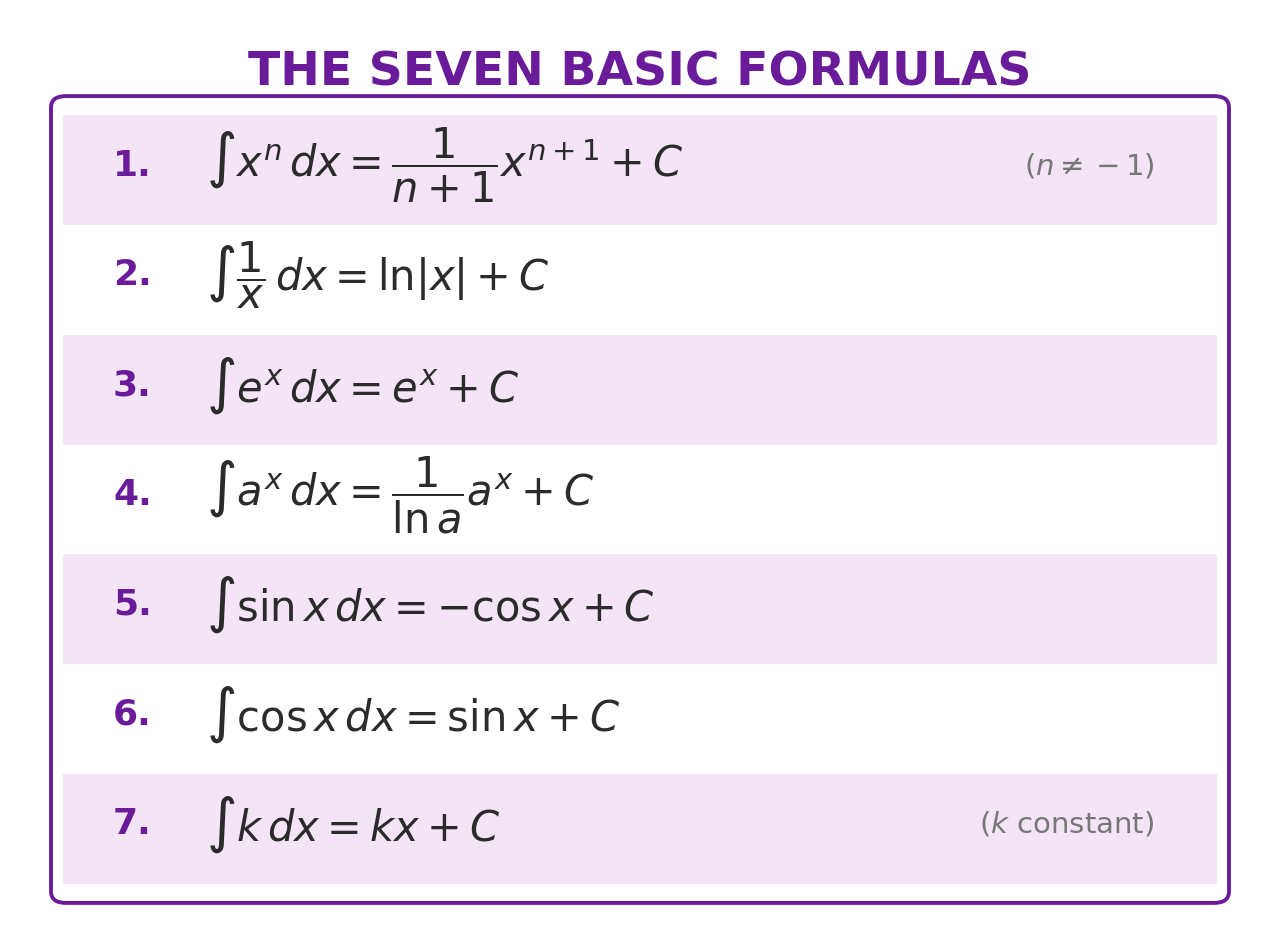 THE SEVEN BASIC FORMULAS
1. ∫xⁿ dx = 1/(n+1) xⁿ⁺¹ + C (n ≠ −1)
2. ∫1/x dx = ln|x| + C
3. ∫eˣ dx = eˣ + C
4. ∫aˣ dx = 1/(ln a) aˣ + C
5. ∫sin x dx = −cos x + C
6. ∫cos x dx = sin x + C
7. ∫k dx = kx + C (k constant)